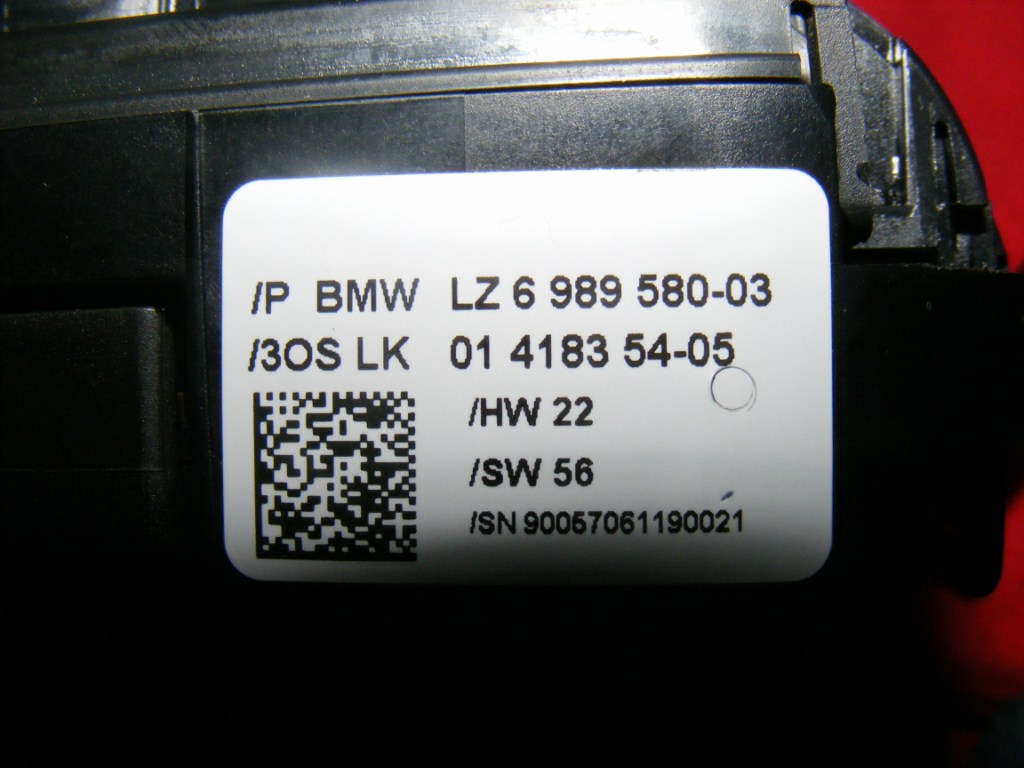 /P BMW LZ 6 989 580-03
/3OS LK 01 4183 54-05
/HW 22
/SW 56
/SN 90057061190021